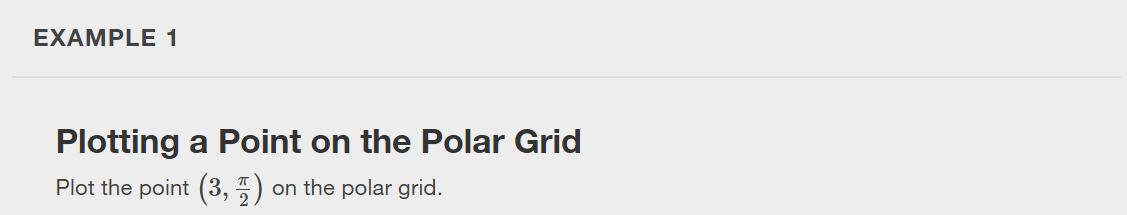 EXAMPLE 1
Plotting a Point on the Polar Grid
Plot the point (3, π/2) on the polar grid.